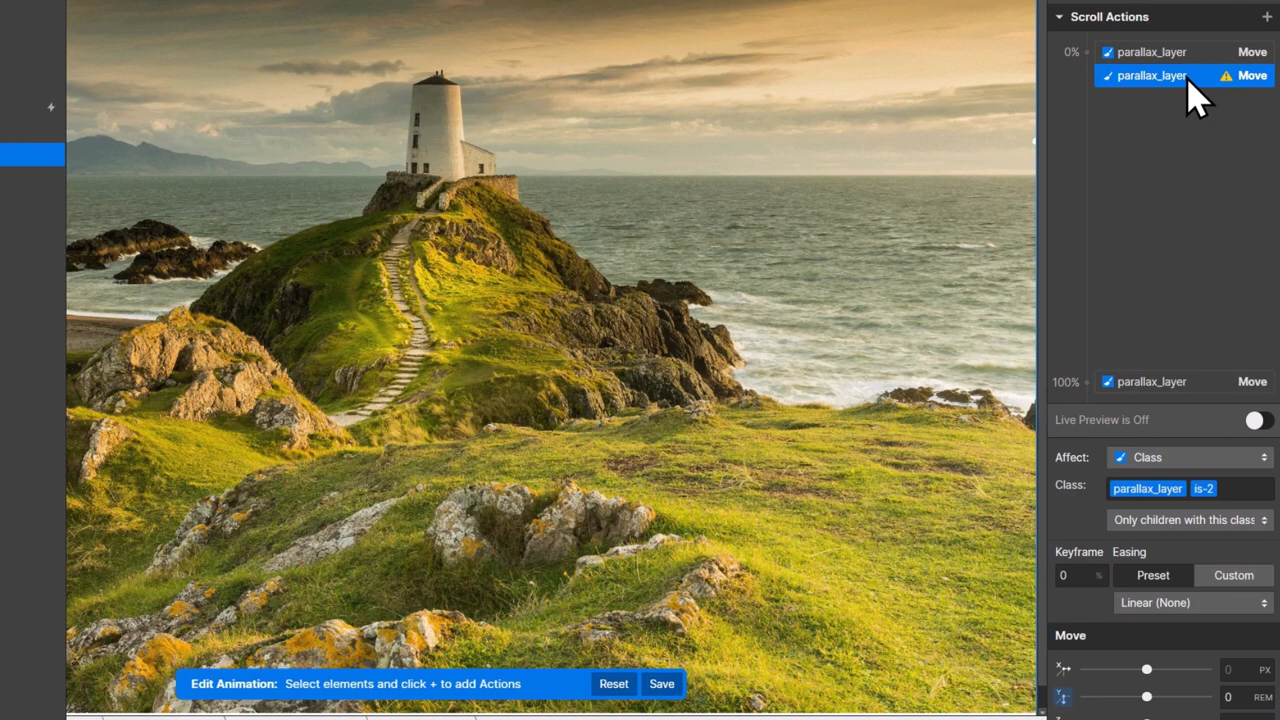 Scroll Actions
0% parallax_layer Move
parallax_layer Move
100% parallax_layer Move
Live Preview is Off
Affect: Class
Class: parallax_layer is-2
Only children with this class
Keyframe Easing
0 % Preset Custom
Linear (None)
Move
X 0 PX
Y 0 REM
Edit Animation: Select elements and click + to add Actions Reset Save